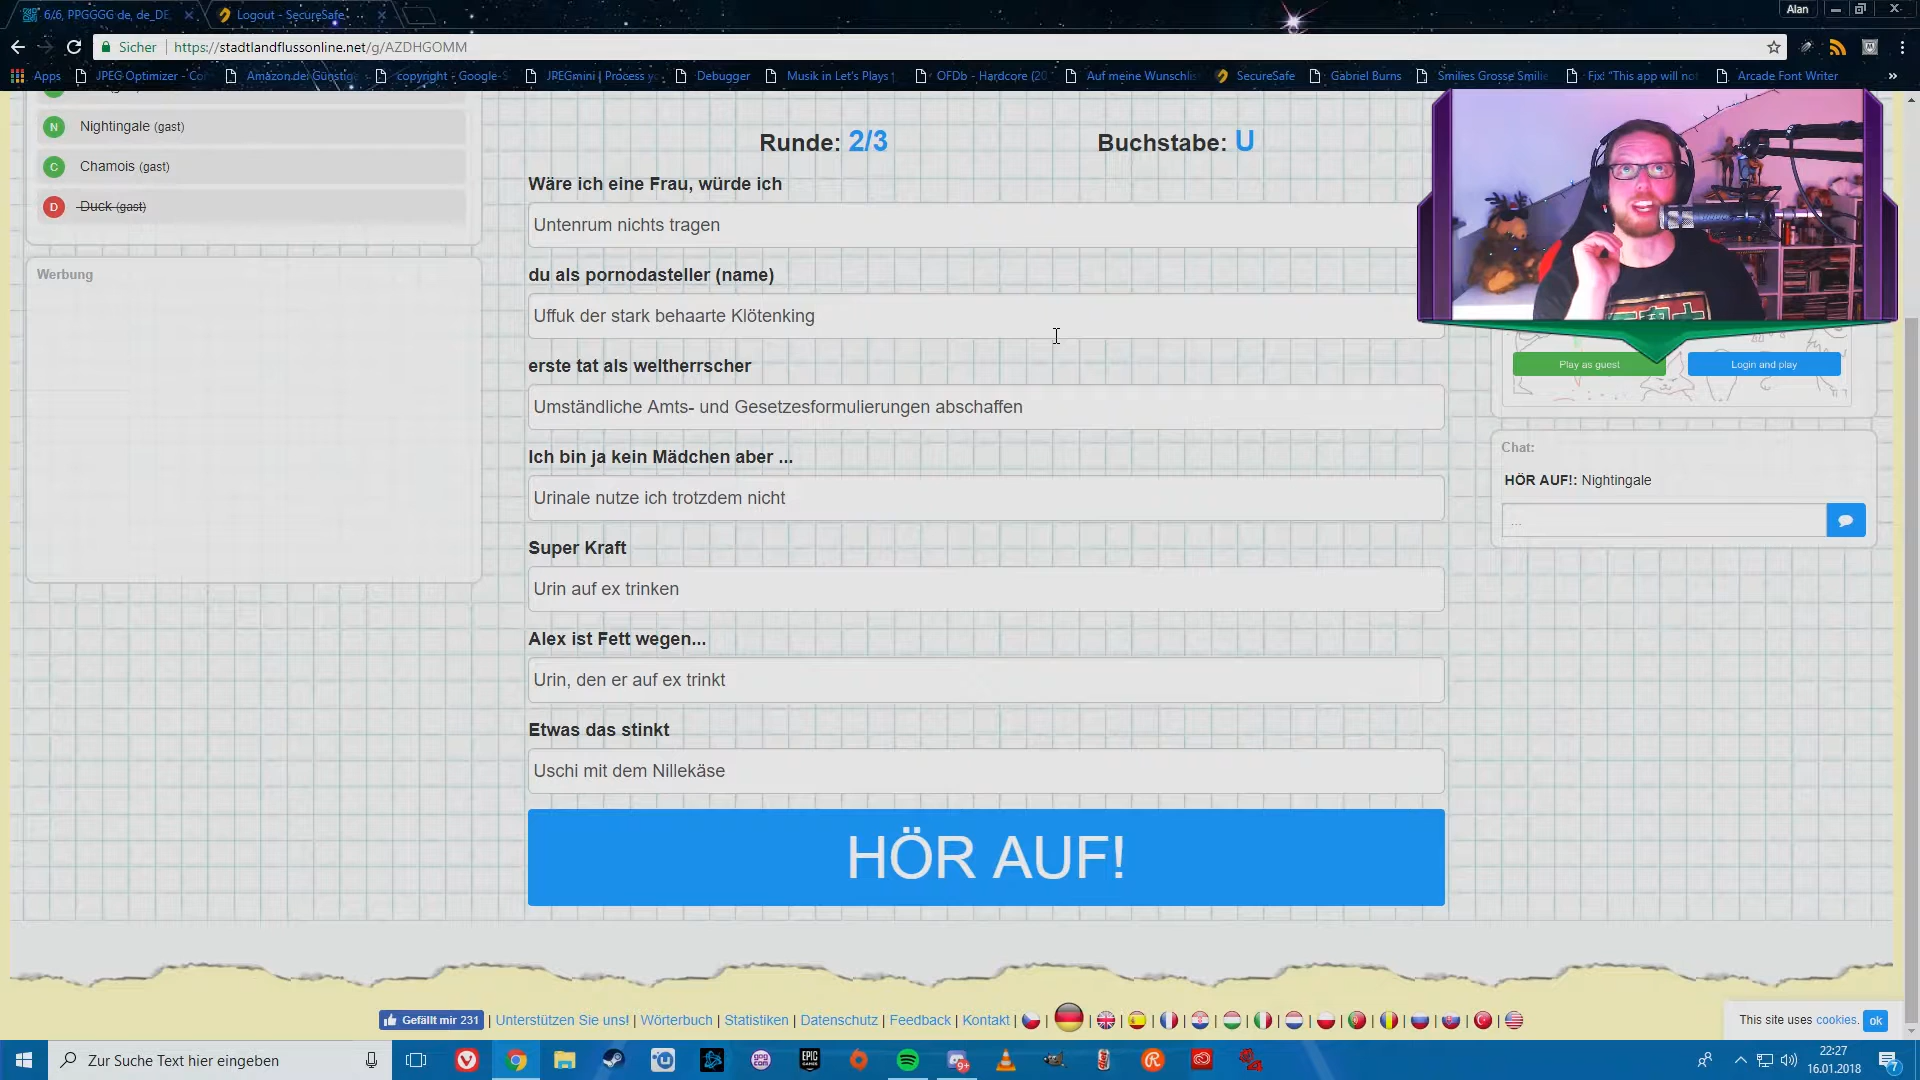 6/6, PPGGGG de, de_DE,
Logout - SecureSafe
Alan
Sicher
https://stadtlandflussonline.net/g/AZDHGOMM
Apps
JPEG Optimizer - Co
Amazon.de: Günstig
copyright - Google-S
JPEGmini | Process y
Debugger
Musik in Let's Plays
OFDb - Hardcore (20
Auf meine Wunschlis
SecureSafe
Gabriel Burns
Smilies Grosse Smilie
Fix! "This app will no
Arcade Font Writer
»
N Nightingale (gast)
C Chamois (gast)
D Duck (gast)
Werbung
Runde: 2/3
Buchstabe: U
Wäre ich eine Frau, würde ich
Untenrum nichts tragen
du als pornodasteller (name)
Uffuk der stark behaarte Klötenking
erste tat als weltherrscher
Umständliche Amts- und Gesetzesformulierungen abschaffen
Ich bin ja kein Mädchen aber ...
Urinale nutze ich trotzdem nicht
Super Kraft
Urin auf ex trinken
Alex ist Fett wegen...
Urin, den er auf ex trinkt
Etwas das stinkt
Uschi mit dem Nillekäse
HÖR AUF!
Play as guest
Login and play
Chat:
HÖR AUF!: Nightingale
...
Gefällt mir 231 | Unterstützen Sie uns! | Wörterbuch | Statistiken | Datenschutz | Feedback | Kontakt |
This site uses cookies. ok
Zur Suche Text hier eingeben
GOG COM
EPIC GAMES
9+
22:27
16.01.2018
7